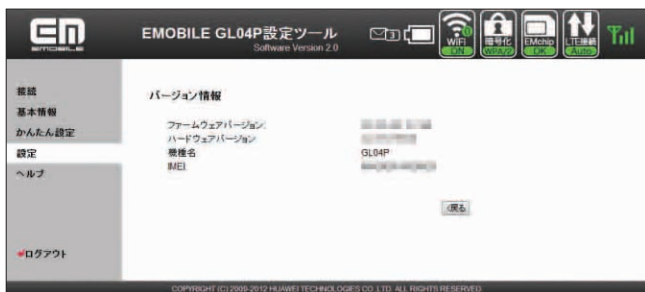 EM
EMOBILE
EMOBILE GL04P設定ツール
Software Version 2.0
3
WiFi
ON
暗号化
WPA/2
EMchip
OK
LTE接続
Auto
接続
基本情報
かんたん設定
設定
ヘルプ
ログアウト
バージョン情報
ファームウェアバージョン:
ハードウェアバージョン
機種名 GL04P
IMEI
<戻る
COPYRIGHT (C) 2009-2012 HUAWEI TECHNOLOGIES CO. LTD. ALL RIGHTS RESERVED.